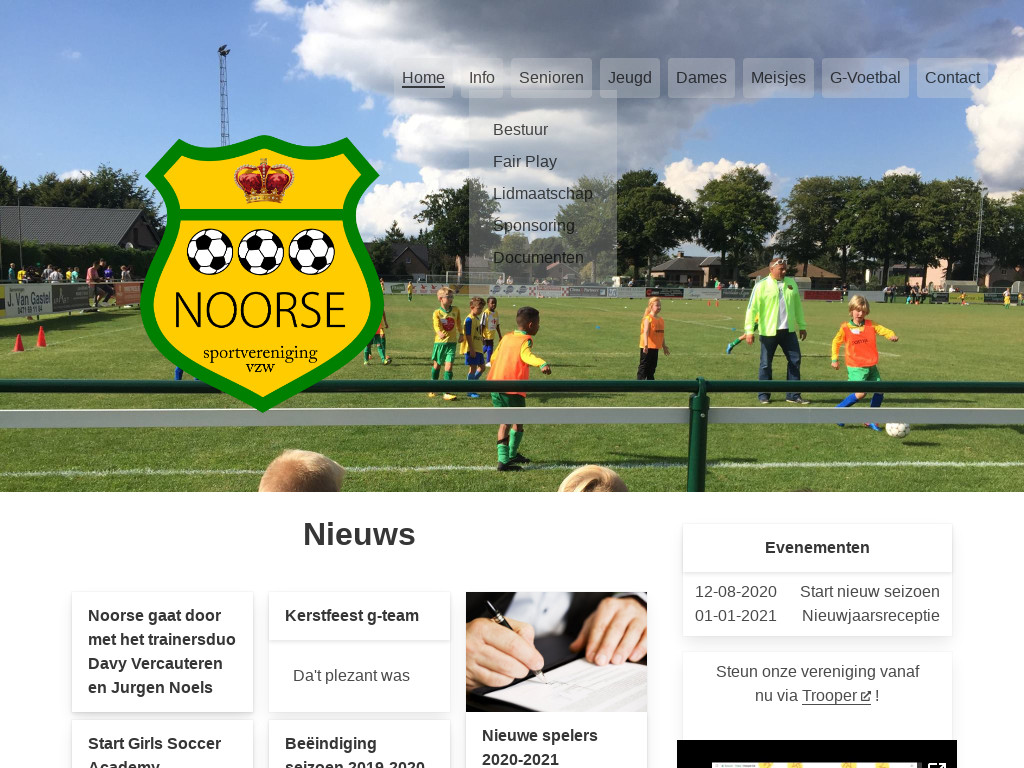 Home Info Senioren Jeugd Dames Meisjes G-Voetbal Contact
Bestuur
Fair Play
Lidmaatschap
Sponsoring
Documenten
NOORSE
sportvereniging
vzw
J. Van Gastel
Nieuws
Noorse gaat door
met het trainersduo
Davy Vercauteren
en Jurgen Noels
Kerstfeest g-team
Da't plezant was
Nieuwe spelers
2020-2021
Start Girls Soccer
Academy
Beëindiging
seizoen 2019-2020
Evenementen
12-08-2020 Start nieuw seizoen
01-01-2021 Nieuwjaarsreceptie
Steun onze vereniging vanaf
nu via Trooper !